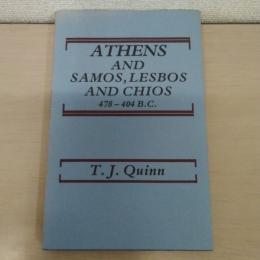 ATHENS
AND
SAMOS, LESBOS
AND CHIOS
478–404 B.C.
T. J. Quinn